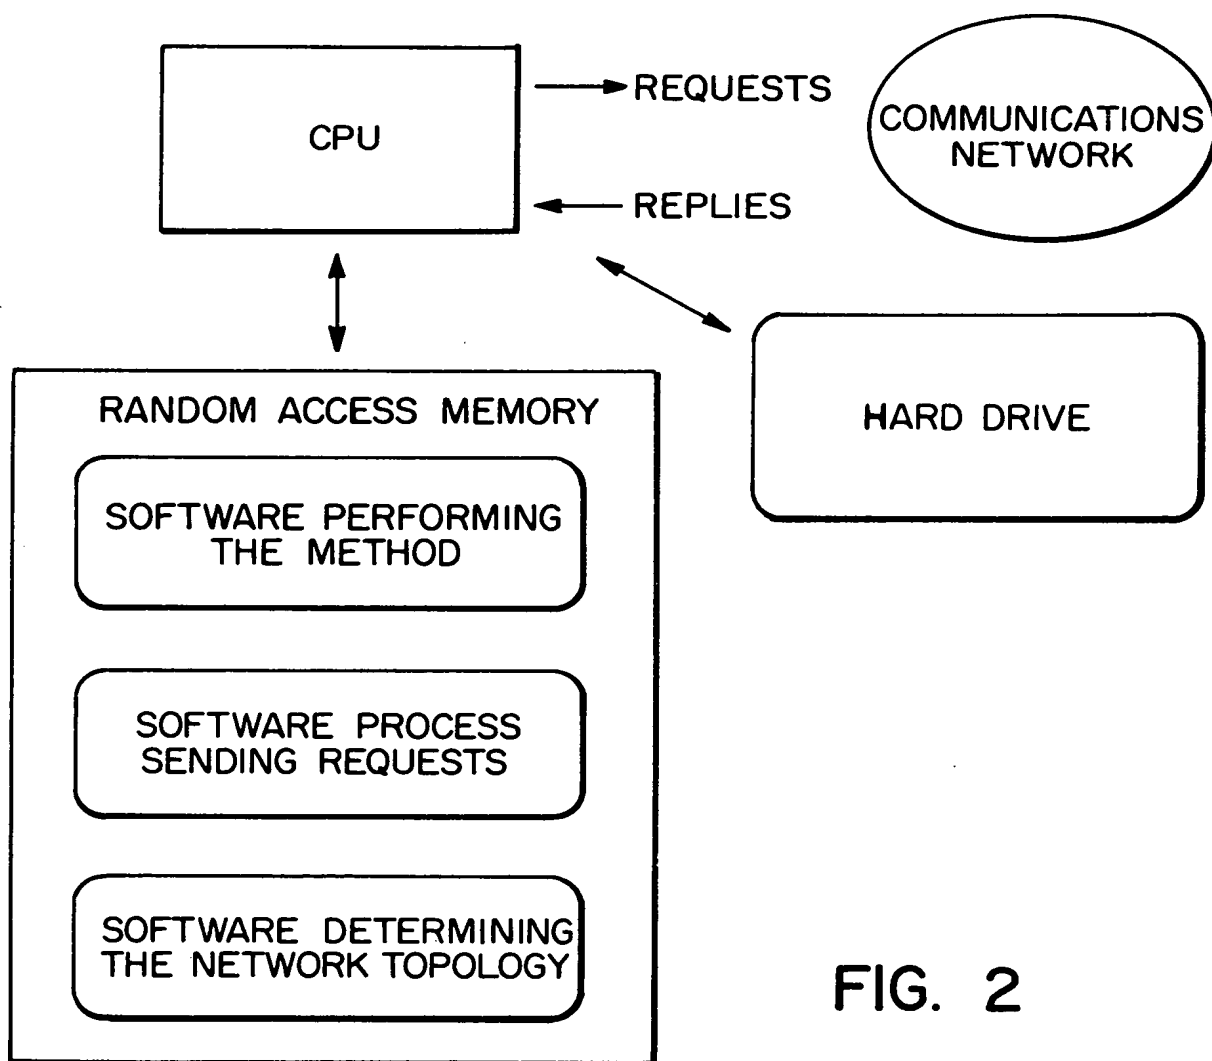 CPU
REQUESTS
REPLIES
COMMUNICATIONS
NETWORK
HARD DRIVE
RANDOM ACCESS MEMORY
SOFTWARE PERFORMING
THE METHOD
SOFTWARE PROCESS
SENDING REQUESTS
SOFTWARE DETERMINING
THE NETWORK TOPOLOGY
FIG. 2